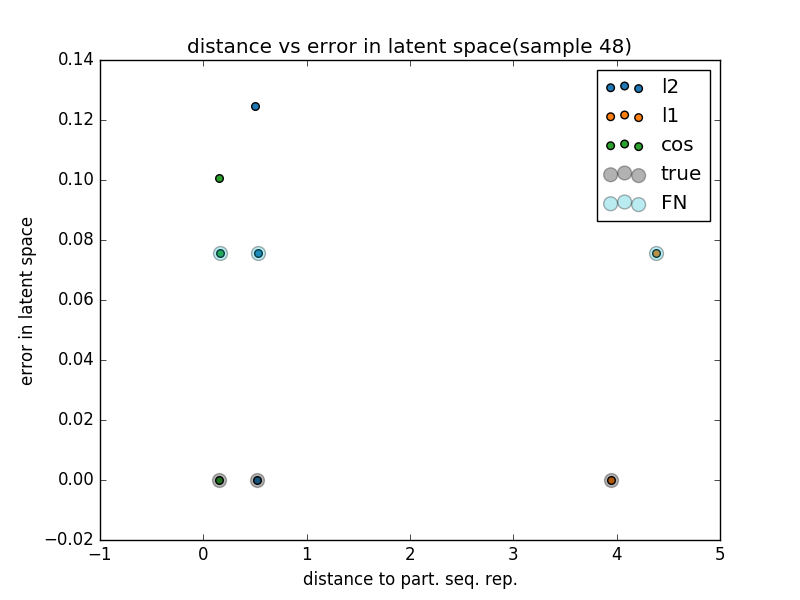 distance vs error in latent space(sample 48)
0.14
0.12
0.10
0.08
0.06
0.04
0.02
0.00
−0.02
error in latent space
l2
l1
cos
true
FN
−1
0
1
2
3
4
5
distance to part. seq. rep.